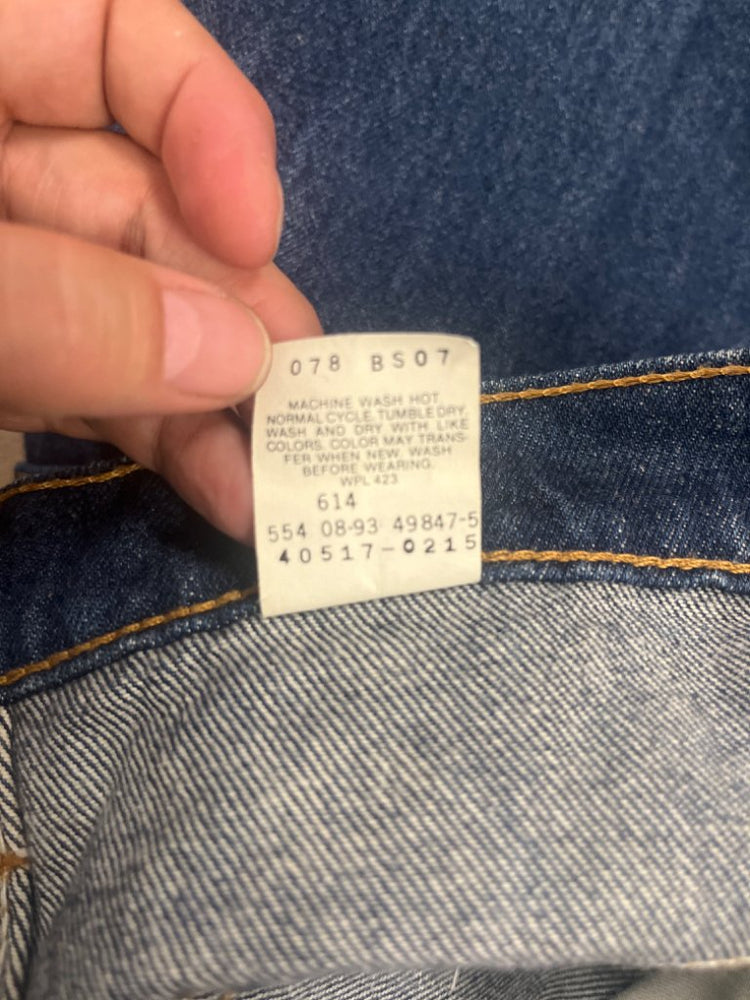 078 BS07
MACHINE WASH HOT
NORMAL CYCLE. TUMBLE DRY.
WASH AND DRY WITH LIKE
COLORS. COLOR MAY TRANS-
FER WHEN NEW. WASH
BEFORE WEARING.
WPL 423
614
554 08-93 49847-5
40517-0215